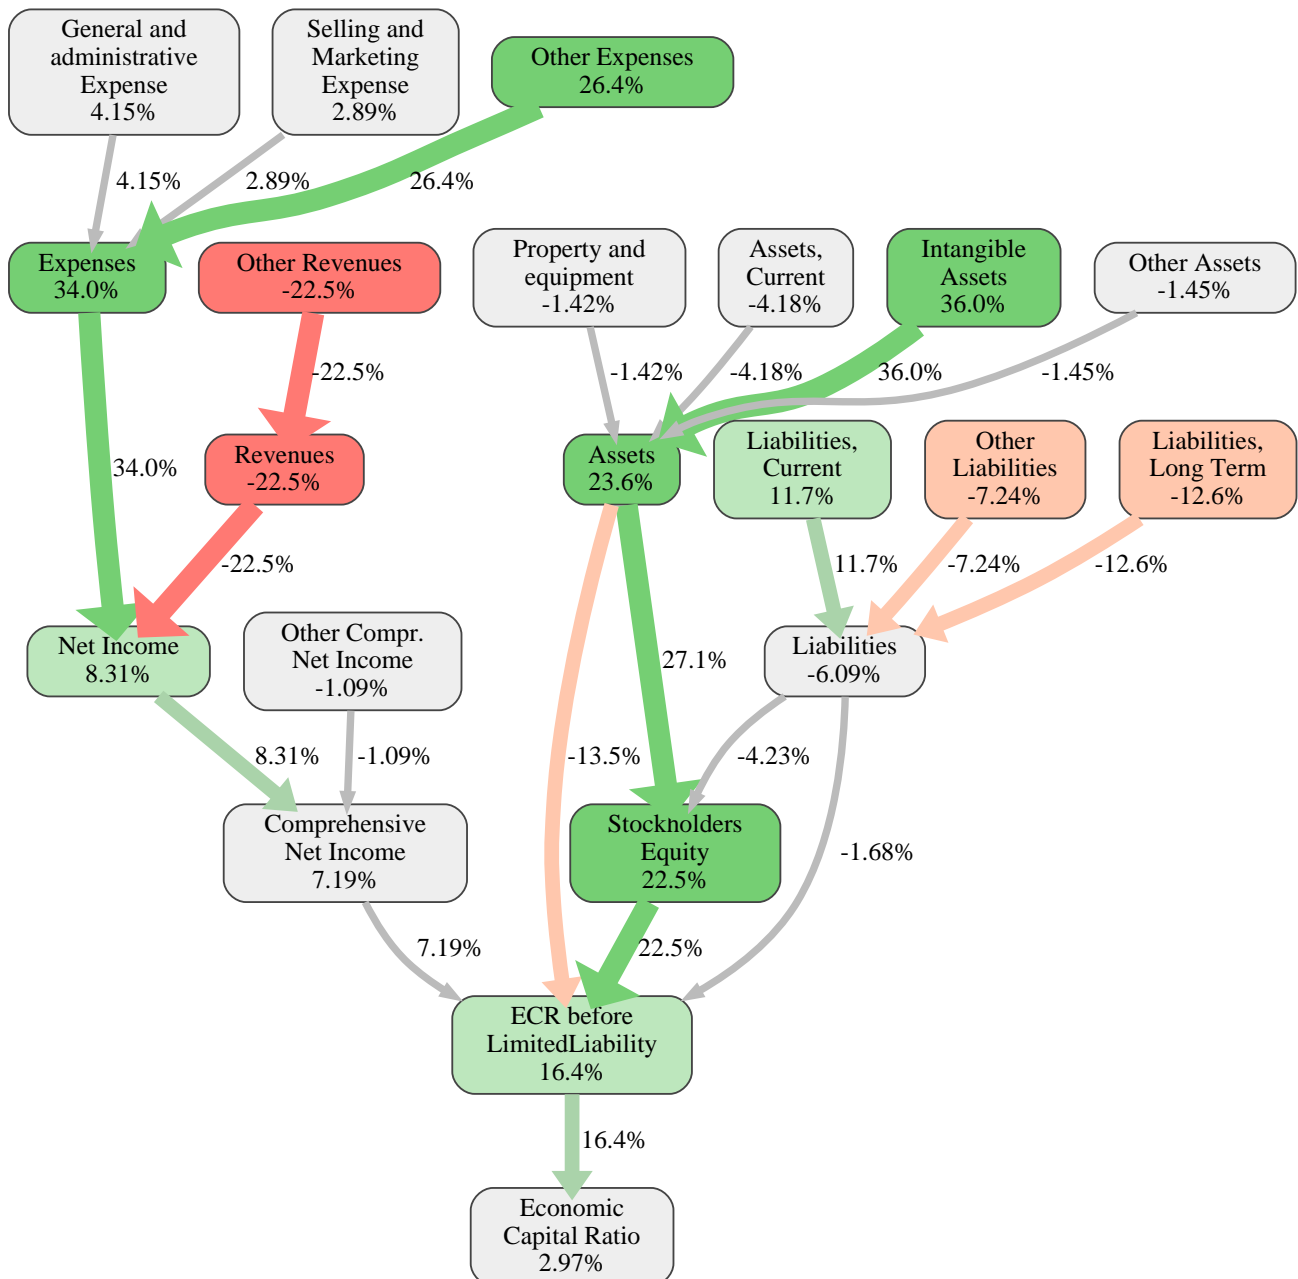 General and
administrative
Expense
4.15%
Selling and
Marketing
Expense
2.89%
Other Expenses
26.4%
4.15%
2.89%
26.4%
Expenses
34.0%
Other Revenues
-22.5%
Property and
equipment
-1.42%
Assets,
Current
-4.18%
Intangible
Assets
36.0%
Other Assets
-1.45%
-22.5%
-1.42%
-4.18%
36.0%
-1.45%
34.0%
Revenues
-22.5%
Assets
23.6%
Liabilities,
Current
11.7%
Other
Liabilities
-7.24%
Liabilities,
Long Term
-12.6%
-22.5%
11.7%
-7.24%
-12.6%
Net Income
8.31%
Other Compr.
Net Income
-1.09%
27.1%
Liabilities
-6.09%
8.31%
-1.09%
-13.5%
-4.23%
Comprehensive
Net Income
7.19%
Stockholders
Equity
22.5%
-1.68%
7.19%
22.5%
ECR before
LimitedLiability
16.4%
16.4%
Economic
Capital Ratio
2.97%